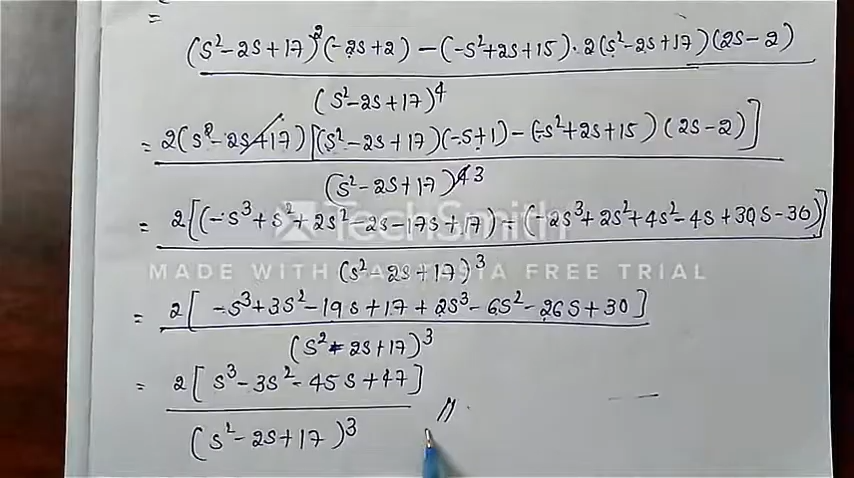 =
(s²-2s+17)²(-2s+2) - (-s²+2s+15)·2(s²-2s+17)(2s-2)
(s²-2s+17)⁴
= 2(s²-2s+17)[(s²-2s+17)(-s+1) - (-s²+2s+15)(2s-2)]
(s²-2s+17)⁴ 3
= 2[(-s³+s²+2s²-2s-17s+17) - (-2s³+2s²+4s²-4s+30s-30)]
TechSmith
(s²-2s+17)³
MADE WITH CAMTASIA FREE TRIAL
= 2[-s³+3s²-19s+17+2s³-6s²-26s+30]
(s²-2s+17)³
= 2[s³-3s²-45s+47]
(s²-2s+17)³ //